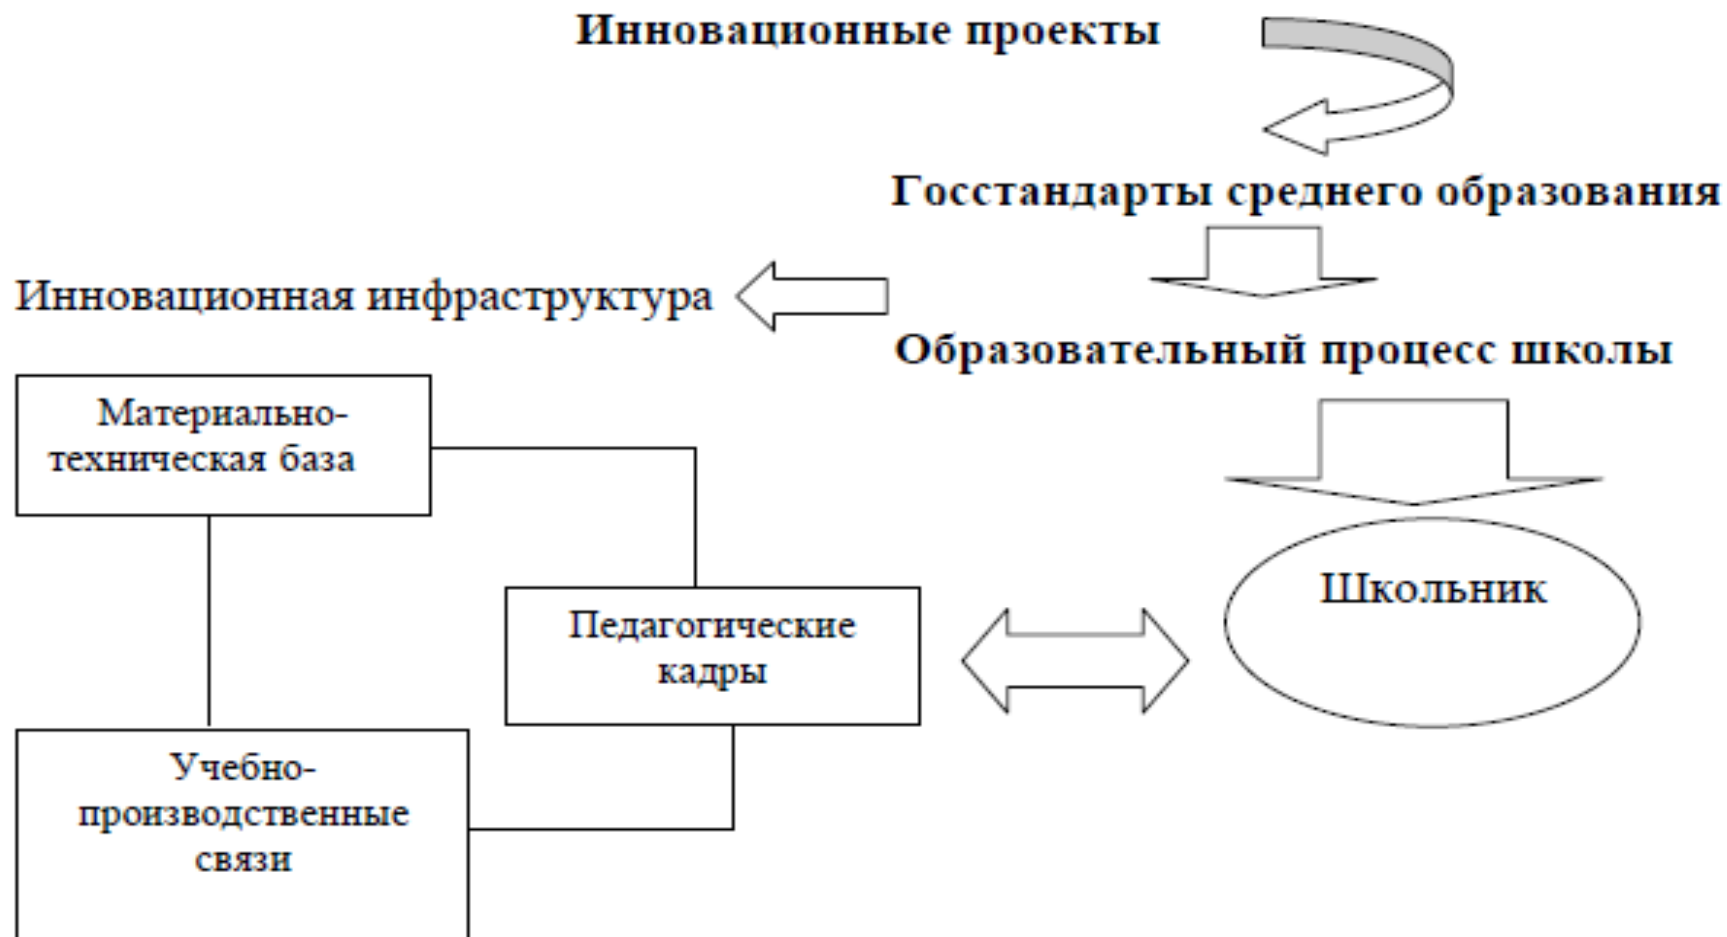 Инновационные проекты
Госстандарты среднего образования
Инновационная инфраструктура
Образовательный процесс школы
Материально-
техническая база
Школьник
Педагогические
кадры
Учебно-
производственные
связи